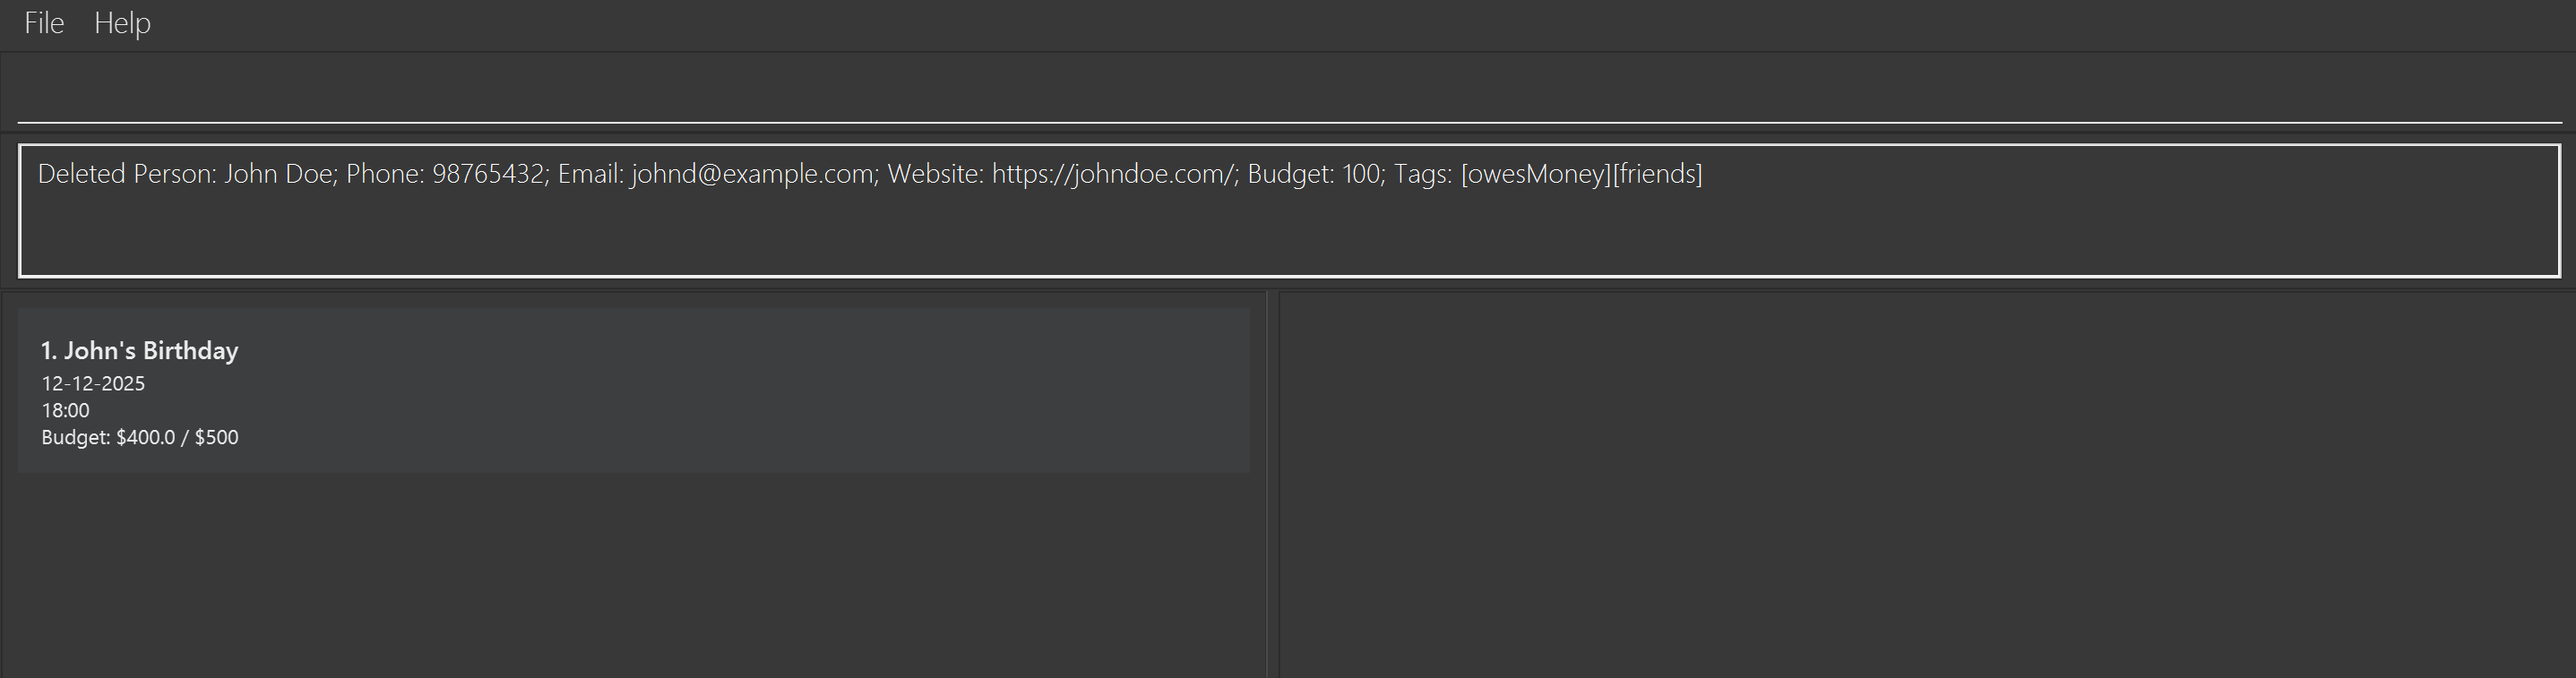 File Help
Deleted Person: John Doe; Phone: 98765432; Email: johnd@example.com; Website: https://johndoe.com/; Budget: 100; Tags: [owesMoney][friends]
1. John's Birthday
12-12-2025
18:00
Budget: $400.0 / $500